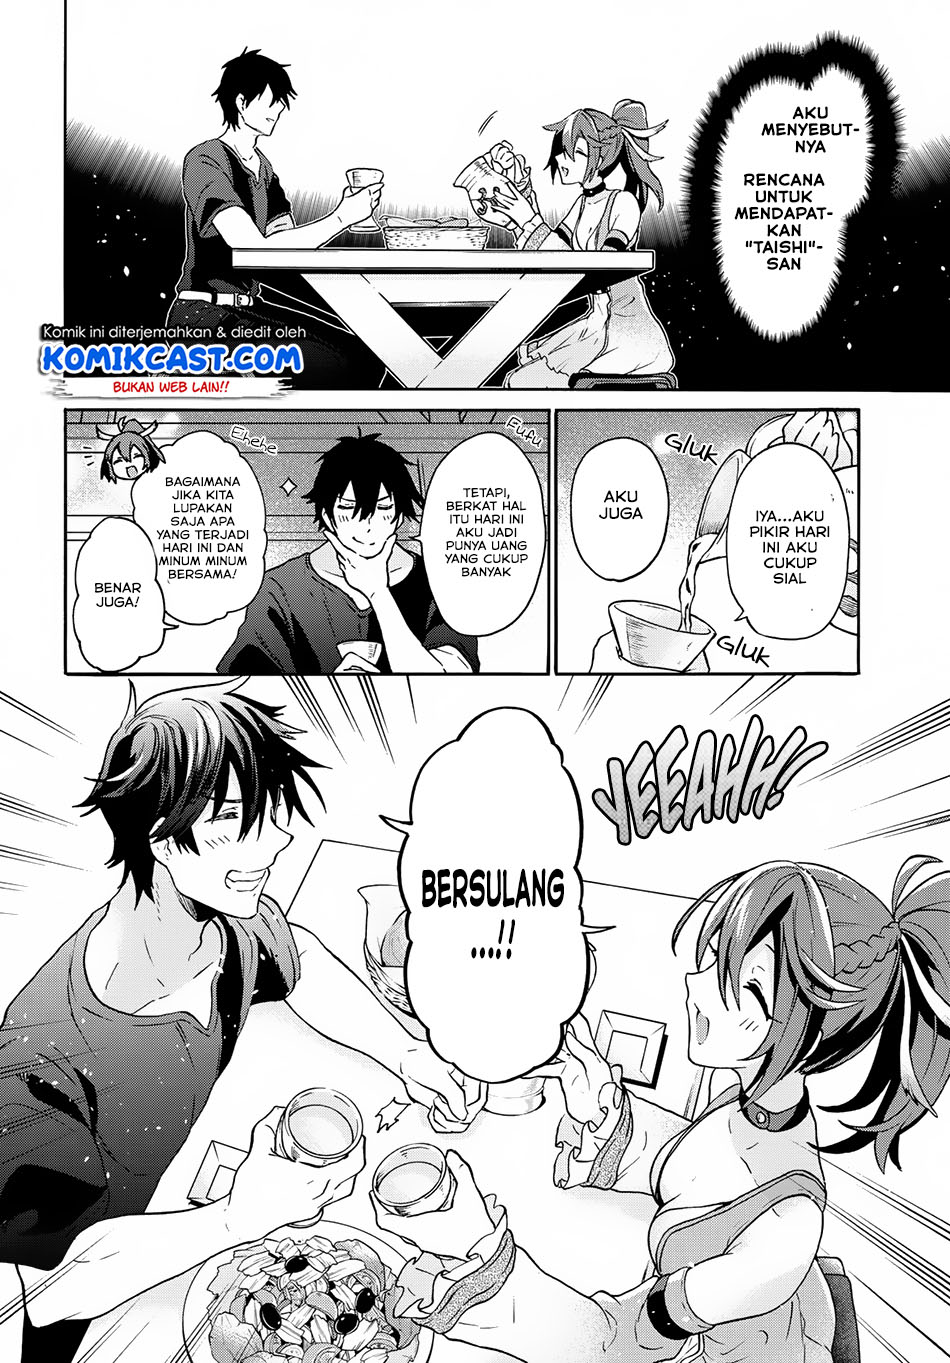 AKU
MENYEBUT-
NYA
RENCANA
UNTUK
MENDAPAT-
KAN
"TAISHI"-
SAN
Komik ini diterjemahkan & diedit oleh
KOMIKCAST.COM
BUKAN WEB LAIN!!
GLUK
IYA...AKU
PIKIR HARI
INI AKU
CUKUP
SIAL
AKU
JUGA
GLUK
Fufu
TETAPI,
BERKAT HAL
ITU HARI INI
AKU JADI
PUNYA UANG
YANG CUKUP
BANYAK
Ehehe
BAGAIMANA
JIKA KITA
LUPAKAN
SAJA APA
YANG TERJADI
HARI INI DAN
MINUM MINUM
BERSAMA!
BENAR
JUGA!
YEEAHH!
BERSULANG
...!!